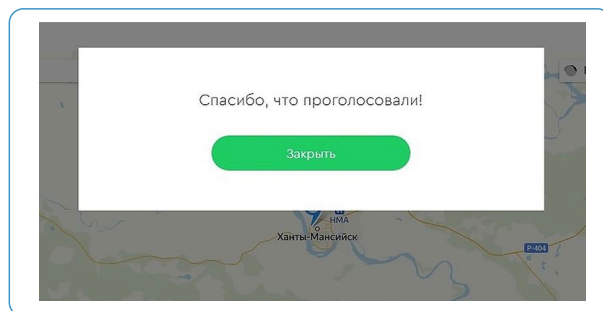 Спасибо, что проголосовали!
Закрыть
НМА
Ханты-Мансийск
Р-404